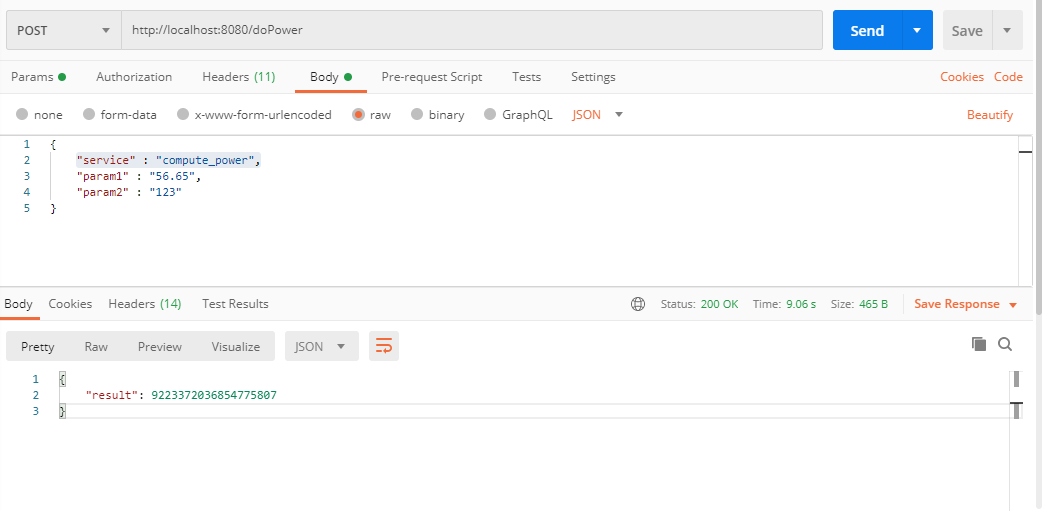 POST http://localhost:8080/doPower Send Save
Params Authorization Headers (11) Body Pre-request Script Tests Settings Cookies Code
none form-data x-www-form-urlencoded raw binary GraphQL JSON Beautify
1 {
2 "service" : "compute_power",
3 "param1" : "56.65",
4 "param2" : "123"
5 }
Body Cookies Headers (14) Test Results Status: 200 OK Time: 9.06 s Size: 465 B Save Response
Pretty Raw Preview Visualize JSON
1 {
2 "result": 9223372036854775807
3 }